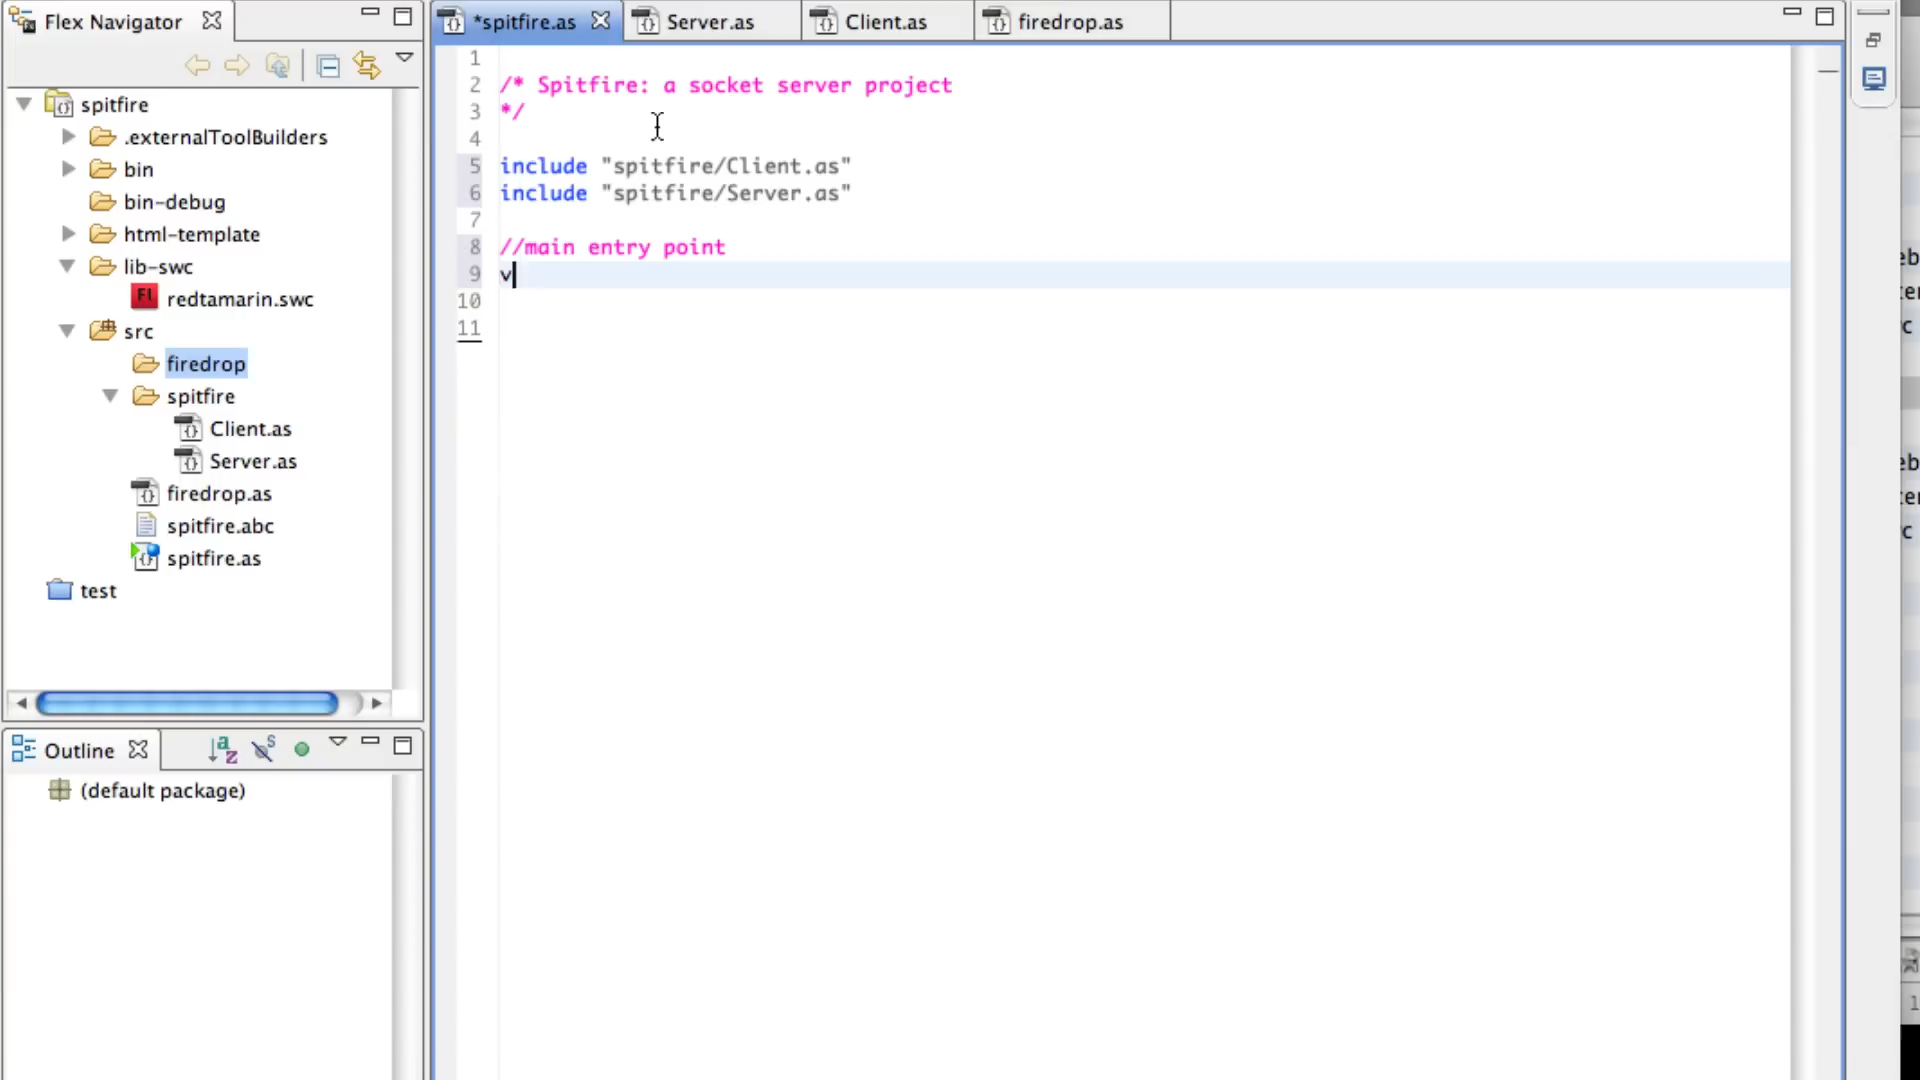 Flex Navigator
spitfire
.externalToolBuilders
bin
bin-debug
html-template
lib-swc
redtamarin.swc
src
firedrop
spitfire
Client.as
Server.as
firedrop.as
spitfire.abc
spitfire.as
test
Outline
(default package)
*spitfire.as
Server.as
Client.as
firedrop.as
1
2 /* Spitfire: a socket server project
3 */
4
5 include "spitfire/Client.as"
6 include "spitfire/Server.as"
7
8 //main entry point
9 v
10
11